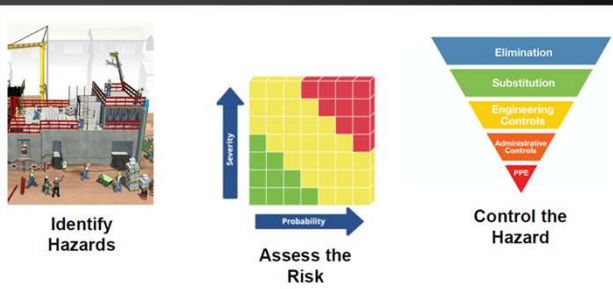 Identify
Hazards
Severity
Probability
Assess the
Risk
Elimination
Substitution
Engineering
Controls
Administrative
Controls
PPE
Control the
Hazard